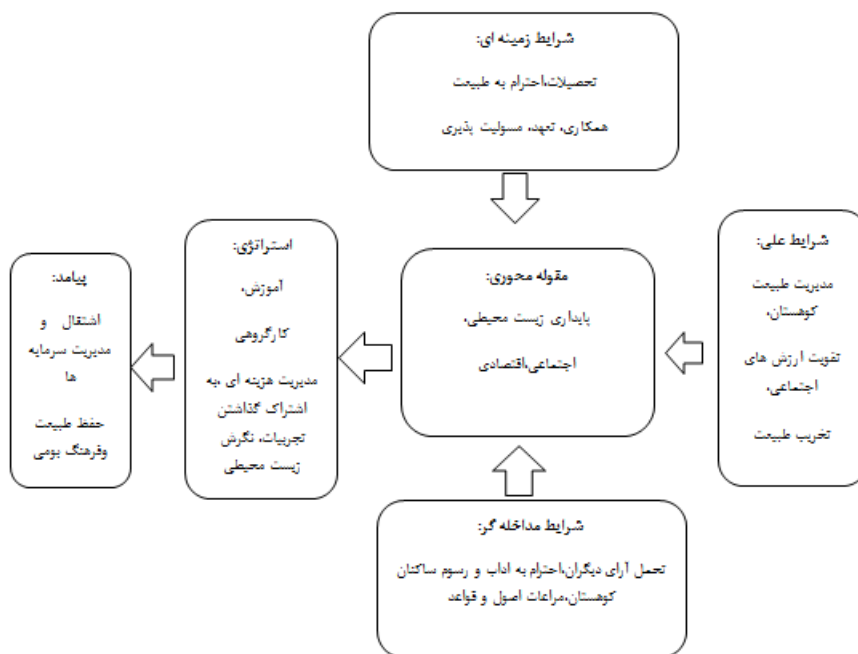 شرایط زمینه ای:
تحصیلات،احترام به طبیعت
همکاری، تعهد، مسولیت پذیری
شرایط علی:
مدیریت طبیعت
کوهستان،
تقویت ارزش های
اجتماعی،
تخریب طبیعت
مقوله محوری:
پایداری زیست محیطی،
اجتماعی،اقتصادی
استراتژی:
آموزش،
کارگروهی
مدیریت هزینه ای ،به
اشتراک گذاشتن
تجربیات، نگرش
زیست محیطی
پیامد:
اشتقال و
مدیریت سرمایه
ها
حفظ طبیعت
وفرهنگ بومی
شرایط مداخله گر:
تحمل آرای دیگران،احترام به اداب و رسوم ساکنان
کوهستان،مراعات اصول و قواعد